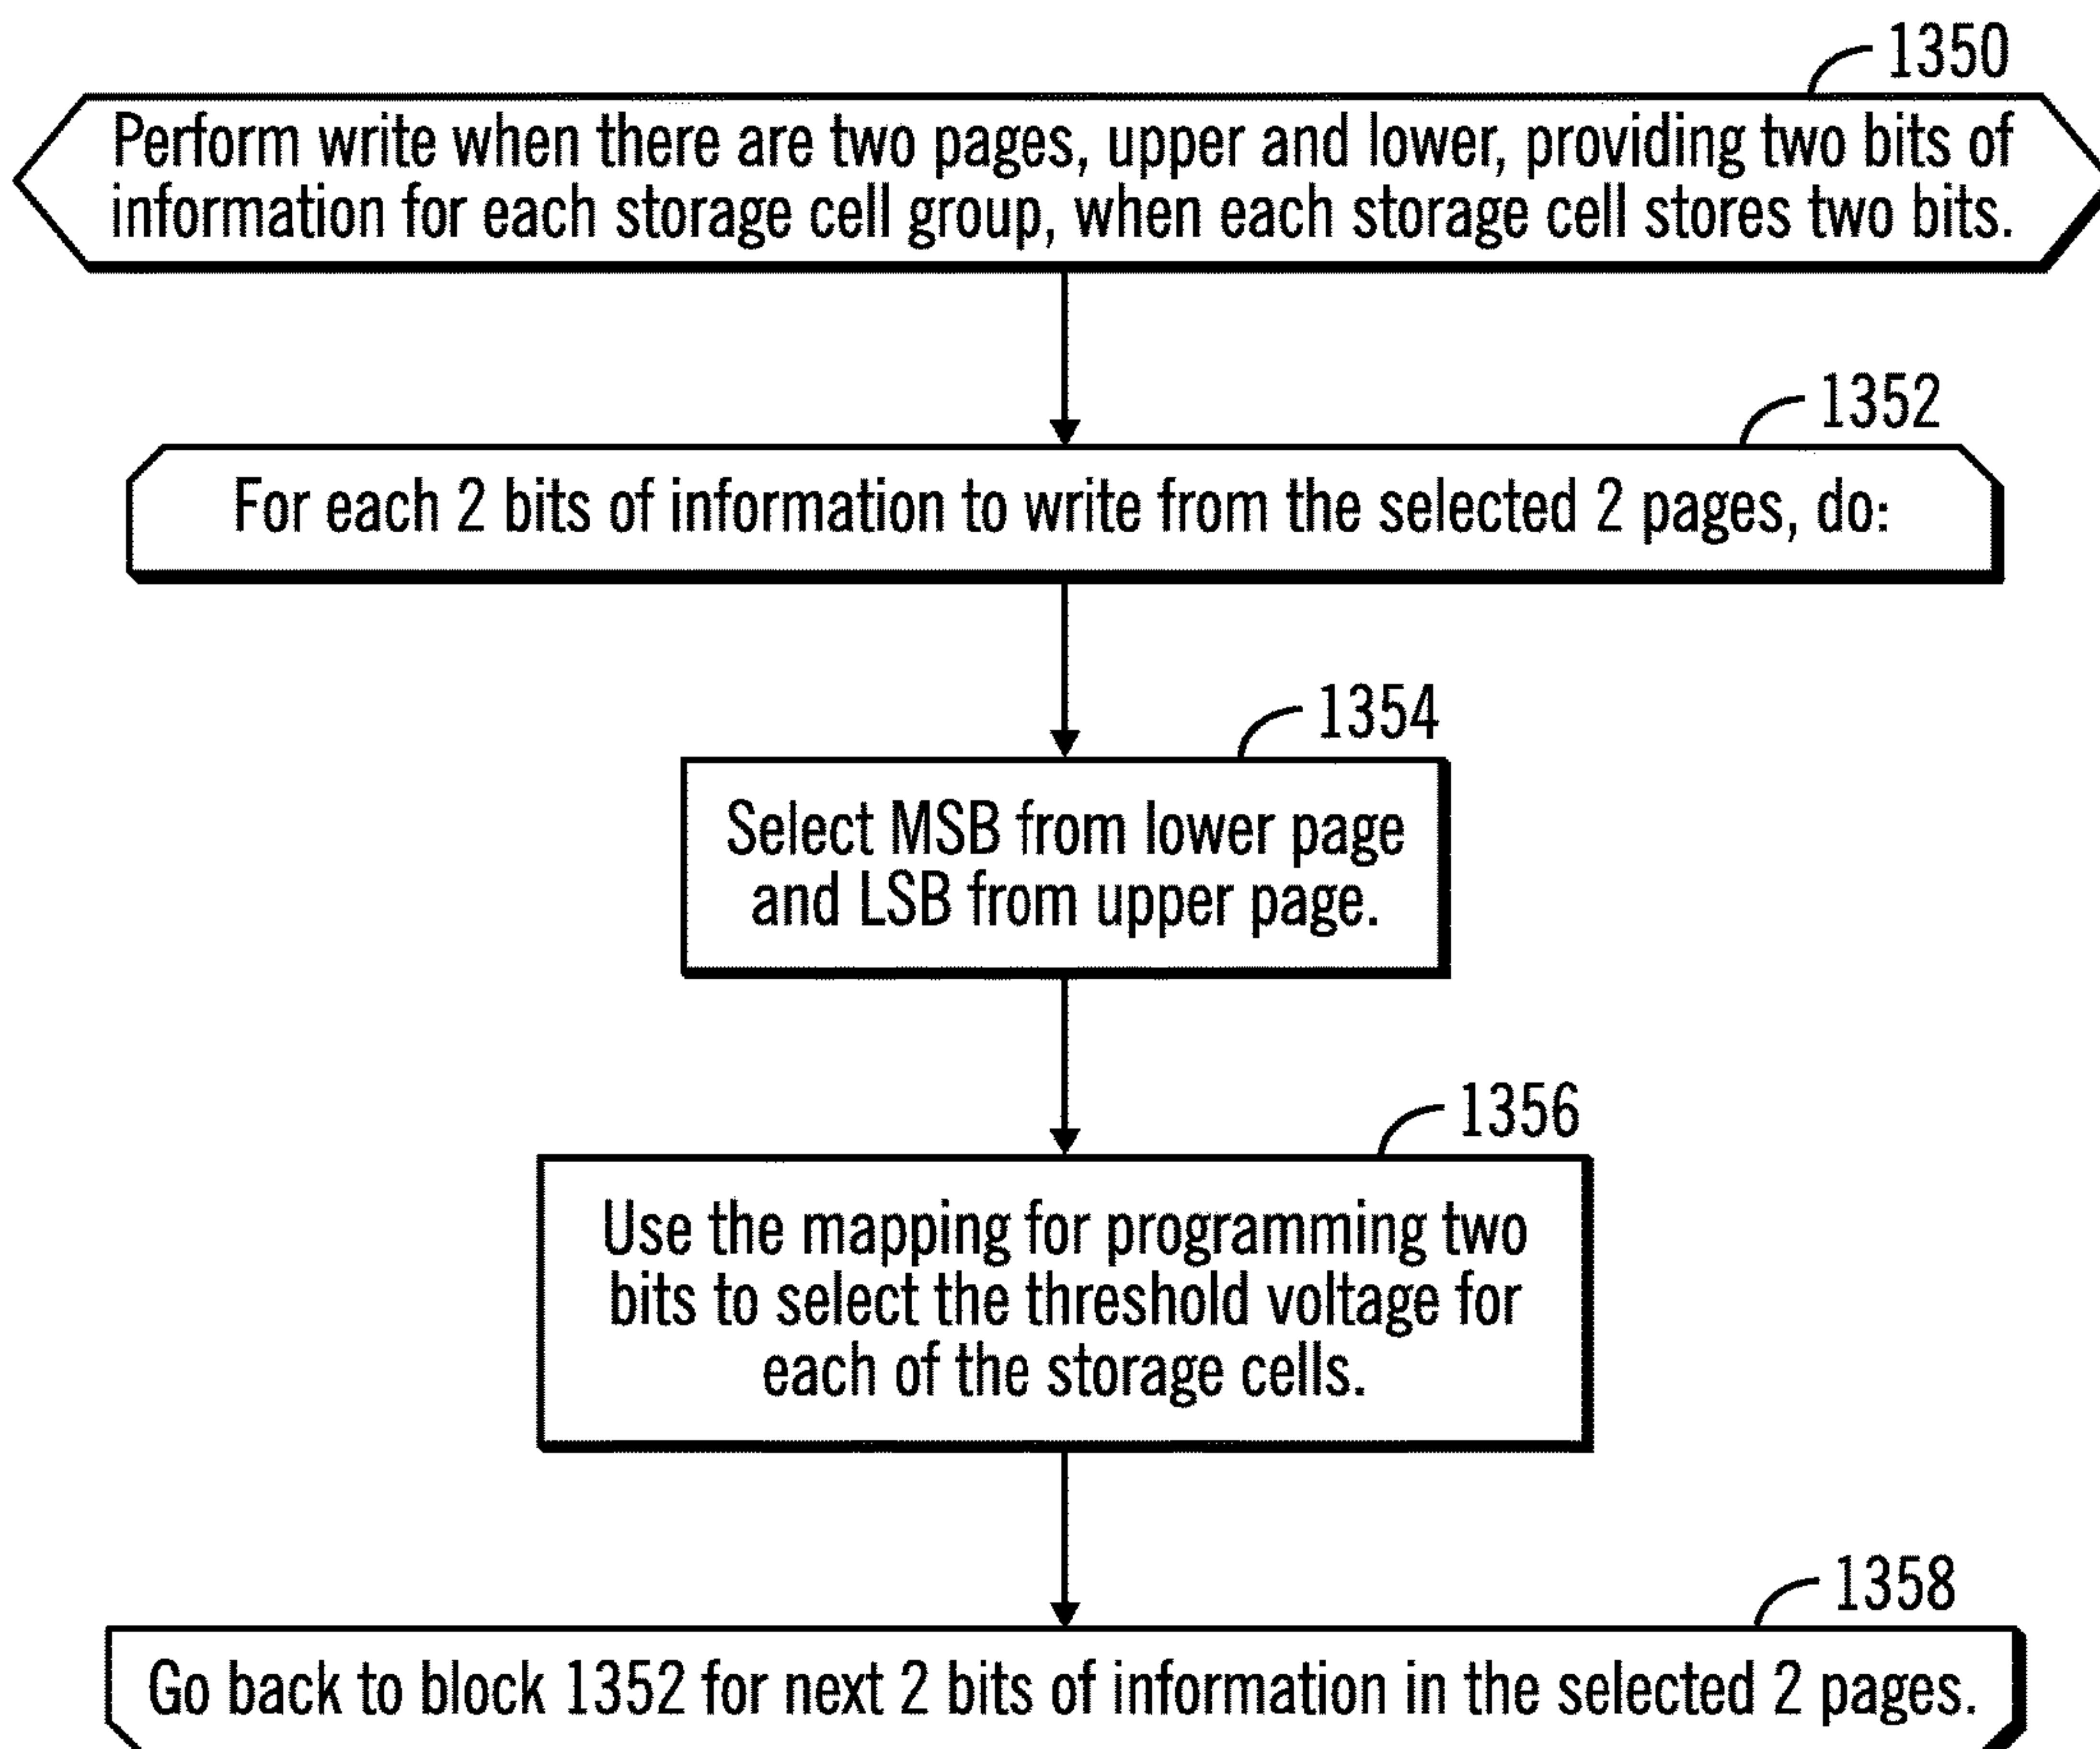 1350
Perform write when there are two pages, upper and lower, providing two bits of
information for each storage cell group, when each storage cell stores two bits.
1352
For each 2 bits of information to write from the selected 2 pages, do:
1354
Select MSB from lower page
and LSB from upper page.
1356
Use the mapping for programming two
bits to select the threshold voltage for
each of the storage cells.
1358
Go back to block 1352 for next 2 bits of information in the selected 2 pages.